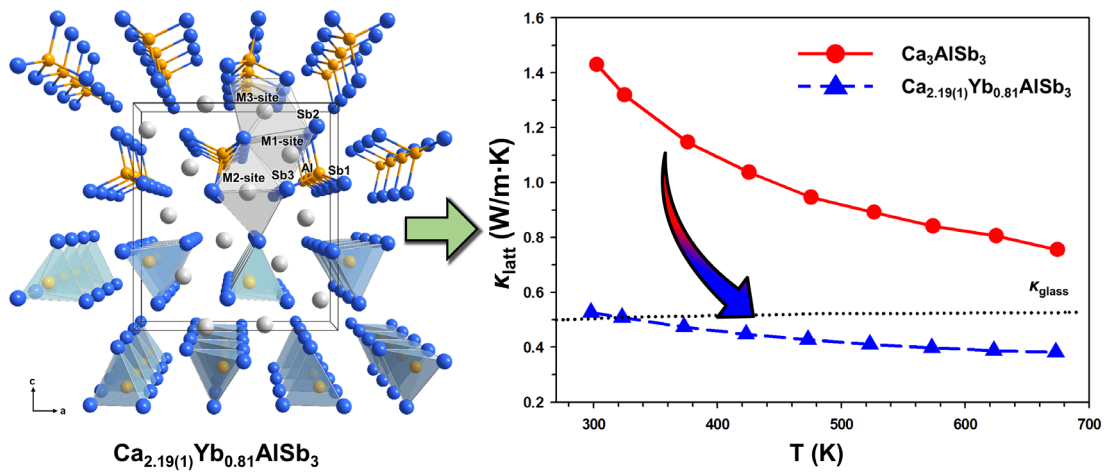 M3-site
Sb2
M1-site
Al
Sb1
M2-site
Sb3
c
a
Ca2.19(1)Yb0.81AlSb3
1.6
1.4
1.2
1.0
0.8
0.6
0.4
0.2
κlatt (W/m·K)
Ca3AlSb3
Ca2.19(1)Yb0.81AlSb3
κglass
300
400
500
600
700
T (K)